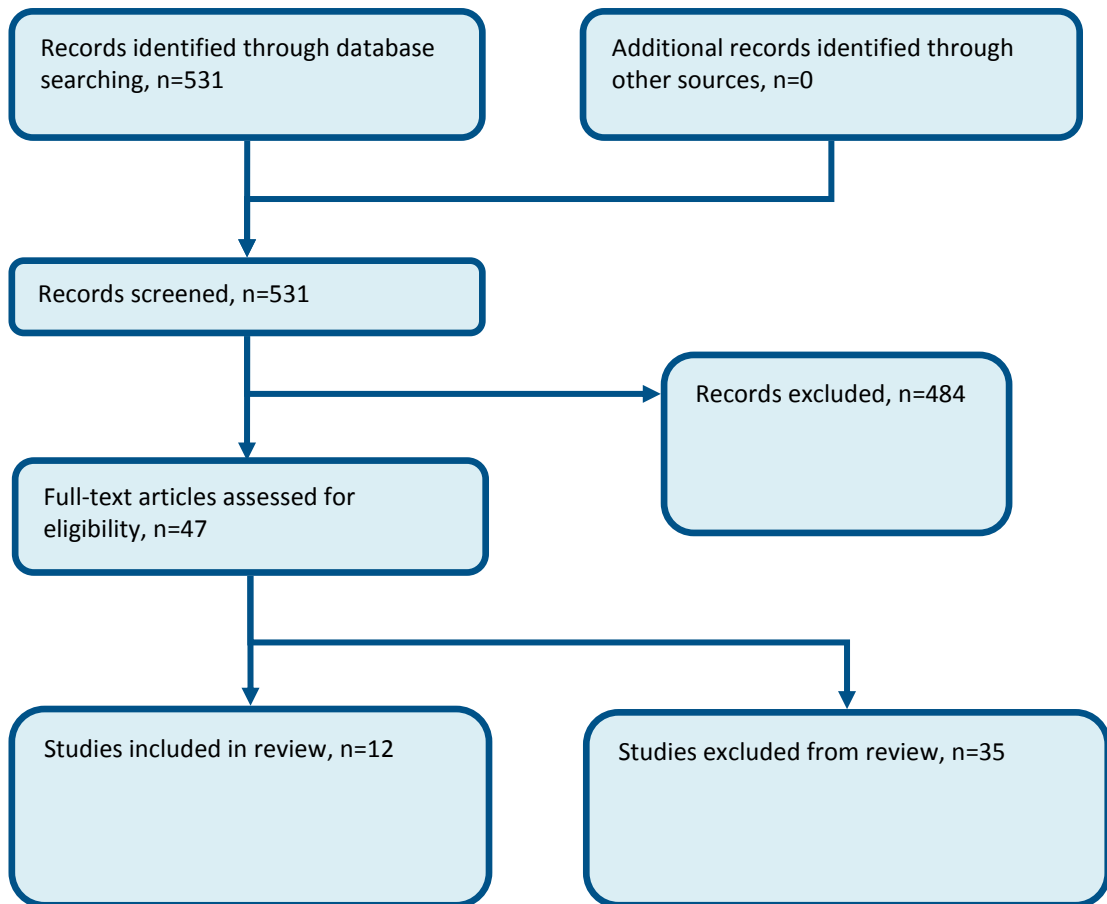 Records identified through database
searching, n=531
Additional records identified through
other sources, n=0
Records screened, n=531
Records excluded, n=484
Full-text articles assessed for
eligibility, n=47
Studies included in review, n=12
Studies excluded from review, n=35